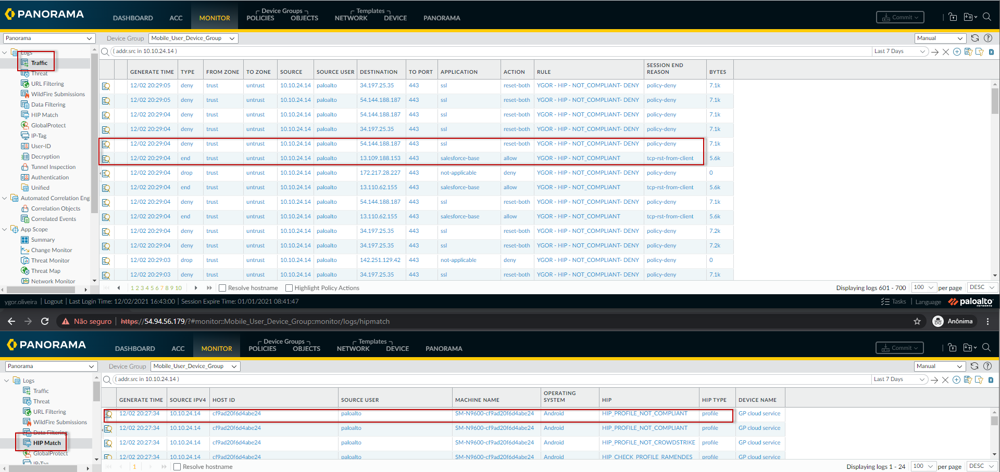 PANORAMA
DASHBOARD ACC MONITOR Device Groups POLICIES OBJECTS Templates NETWORK DEVICE PANORAMA Commit
Panorama Device Group Mobile_User_Device_Group Manual
( addr.src in 10.10.24.14 ) Last 7 Days
Logs
Traffic
Threat
URL Filtering
WildFire Submissions
Data Filtering
HIP Match
GlobalProtect
IP-Tag
User-ID
Decryption
Tunnel Inspection
Authentication
Unified
Automated Correlation Eng
Correlation Objects
Correlated Events
App Scope
Summary
Change Monitor
Threat Monitor
Threat Map
Network Monitor
GENERATE TIME TYPE FROM ZONE TO ZONE SOURCE SOURCE USER DESTINATION TO PORT APPLICATION ACTION RULE SESSION END REASON BYTES
12/02 20:29:05 deny trust untrust 10.10.24.14 paloalto 34.197.25.35 443 ssl reset-both YGOR - HIP - NOT_COMPLIANT- DENY policy-deny 7.1k
12/02 20:29:05 deny trust untrust 10.10.24.14 paloalto 54.144.188.187 443 ssl reset-both YGOR - HIP - NOT_COMPLIANT- DENY policy-deny 7.1k
12/02 20:29:04 deny trust untrust 10.10.24.14 paloalto 54.144.188.187 443 ssl reset-both YGOR - HIP - NOT_COMPLIANT- DENY policy-deny 7.1k
12/02 20:29:04 deny trust untrust 10.10.24.14 paloalto 34.197.25.35 443 ssl reset-both YGOR - HIP - NOT_COMPLIANT- DENY policy-deny 7.1k
12/02 20:29:04 deny trust untrust 10.10.24.14 paloalto 54.144.188.187 443 ssl reset-both YGOR - HIP - NOT_COMPLIANT- DENY policy-deny 7.1k
12/02 20:29:04 end trust untrust 10.10.24.14 paloalto 13.109.188.153 443 salesforce-base allow YGOR - HIP - NOT_COMPLIANT tcp-rst-from-client 5.6k
12/02 20:29:04 drop trust untrust 10.10.24.14 paloalto 172.217.28.227 443 not-applicable deny YGOR - HIP - NOT_COMPLIANT- DENY policy-deny 0
12/02 20:29:04 end trust untrust 10.10.24.14 paloalto 13.110.62.155 443 salesforce-base allow YGOR - HIP - NOT_COMPLIANT tcp-rst-from-client 5.6k
12/02 20:29:04 deny trust untrust 10.10.24.14 paloalto 54.144.188.187 443 ssl reset-both YGOR - HIP - NOT_COMPLIANT- DENY policy-deny 7.1k
12/02 20:29:04 end trust untrust 10.10.24.14 paloalto 13.110.62.155 443 salesforce-base allow YGOR - HIP - NOT_COMPLIANT tcp-rst-from-client 5.6k
12/02 20:29:04 deny trust untrust 10.10.24.14 paloalto 34.197.25.35 443 ssl reset-both YGOR - HIP - NOT_COMPLIANT- DENY policy-deny 7.2k
12/02 20:29:04 deny trust untrust 10.10.24.14 paloalto 34.197.25.35 443 ssl reset-both YGOR - HIP - NOT_COMPLIANT- DENY policy-deny 7.2k
12/02 20:29:03 drop trust untrust 10.10.24.14 paloalto 142.251.129.42 443 not-applicable deny YGOR - HIP - NOT_COMPLIANT- DENY policy-deny 0
12/02 20:29:03 deny trust untrust 10.10.24.14 paloalto 34.197.25.35 443 ssl reset-both YGOR - HIP - NOT_COMPLIANT- DENY policy-deny 7.1k
1 2 3 4 5 6 7 8 9 10 Resolve hostname Highlight Policy Actions Displaying logs 601 - 700 100 per page DESC
ygor.oliveira | Logout | Last Login Time: 12/02/2021 16:43:00 | Session Expire Time: 01/01/2021 08:41:47 Tasks | Language paloalto NETWORKS
Não seguro | https://54.94.56.179/?#monitor::Mobile_User_Device_Group::monitor/logs/hipmatch Anônima
PANORAMA
DASHBOARD ACC MONITOR Device Groups POLICIES OBJECTS Templates NETWORK DEVICE PANORAMA Commit
Panorama Device Group Mobile_User_Device_Group Manual
( addr.src in 10.10.24.14 ) Last 7 Days
Logs
Traffic
Threat
URL Filtering
WildFire Submissions
Data Filtering
HIP Match
GlobalProtect
IP-Tag
GENERATE TIME SOURCE IPV4 HOST ID SOURCE USER MACHINE NAME OPERATING SYSTEM HIP HIP TYPE DEVICE NAME
12/02 20:27:34 10.10.24.14 cf9ad20f6d4abe24 paloalto SM-N9600-cf9ad20f6d4abe24 Android HIP_PROFILE_NOT_COMPLIANT profile GP cloud service
12/02 20:27:34 10.10.24.14 cf9ad20f6d4abe24 paloalto SM-N9600-cf9ad20f6d4abe24 Android HIP_PROFILE_NOT_COMPLIANT profile GP cloud service
12/02 20:27:34 10.10.24.14 cf9ad20f6d4abe24 paloalto SM-N9600-cf9ad20f6d4abe24 Android HIP_PROFILE_NOT_CROWDSTRIKE profile GP cloud service
12/02 20:27:34 10.10.24.14 cf9ad20f6d4abe24 paloalto SM-N9600-cf9ad20f6d4abe24 Android HIP_CHECK_PROFILE_RAMENDES profile GP cloud service
1 Resolve hostname Displaying logs 1 - 24 100 per page DESC